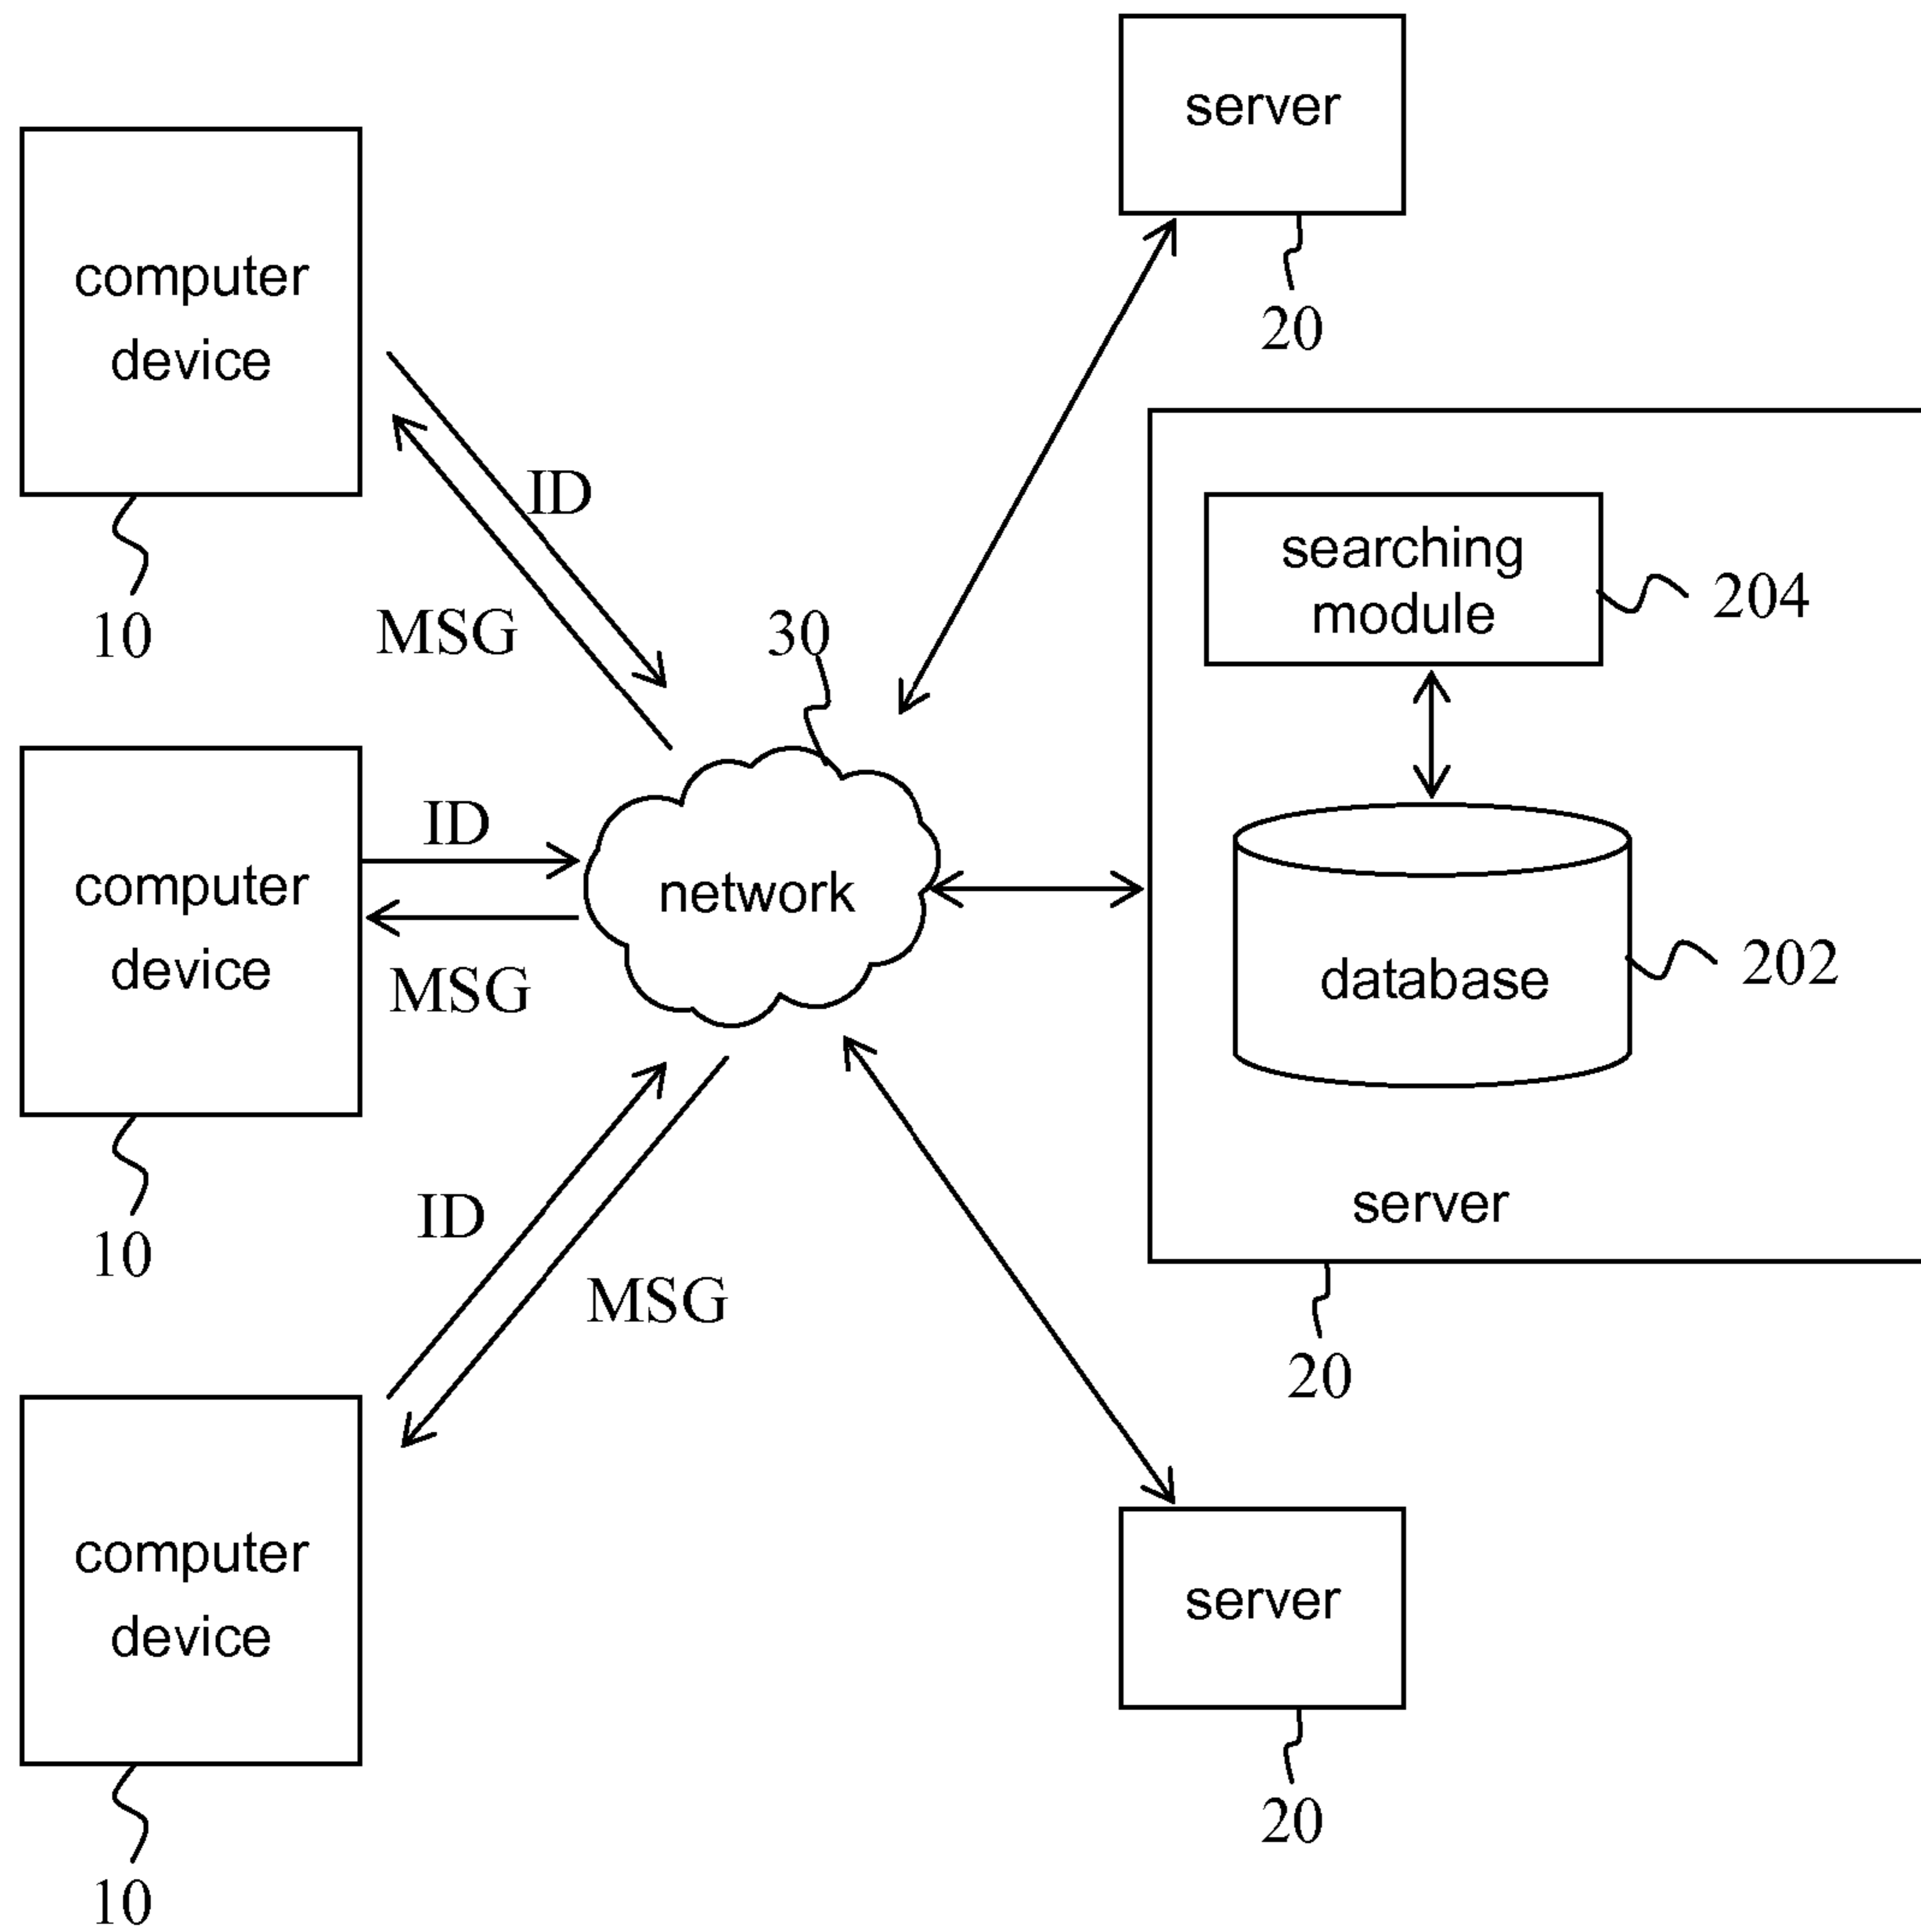 server
20
computer
device
10
ID
MSG
30
searching
module
204
computer
device
10
ID
MSG
network
database
202
server
20
ID
MSG
computer
device
10
server
20